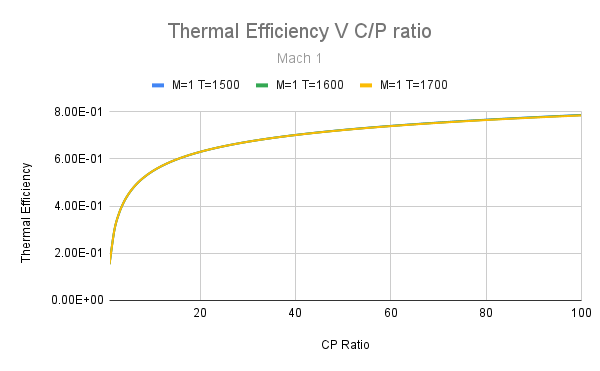 Thermal Efficiency V C/P ratio
Mach 1
M=1 T=1500 M=1 T=1600 M=1 T=1700
8.00E-01
6.00E-01
4.00E-01
2.00E-01
0.00E+00
Thermal Efficiency
20 40 60 80 100
CP Ratio